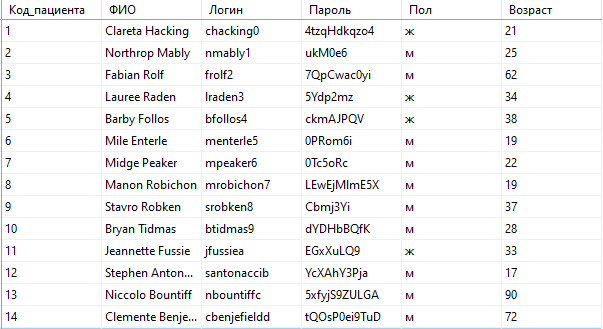 Код_пациента ФИО Логин Пароль Пол Возраст
1 Clareta Hacking chacking0 4tzqHdkqzo4 ж 21
2 Northrop Mably nmably1 ukM0e6 м 25
3 Fabian Rolf frolf2 7QpCwac0yi м 62
4 Lauree Raden lraden3 5Ydp2mz ж 34
5 Barby Follos bfollos4 ckmAJPQV ж 38
6 Mile Enterle menterle5 0PRom6i м 19
7 Midge Peaker mpeaker6 0Tc5oRc м 22
8 Manon Robichon mrobichon7 LEwEjMImE5X м 19
9 Stavro Robken srobken8 Cbmj3Yi м 37
10 Bryan Tidmas btidmas9 dYDHbBQfK м 28
11 Jeannette Fussie jfussiea EGxXuLQ9 ж 33
12 Stephen Anton... santonaccib YcXAhY3Pja м 17
13 Niccolo Bountiff nbountiffc 5xfyjS9ZULGA м 90
14 Clemente Benje... cbenjefieldd tQOsP0ei9TuD м 72